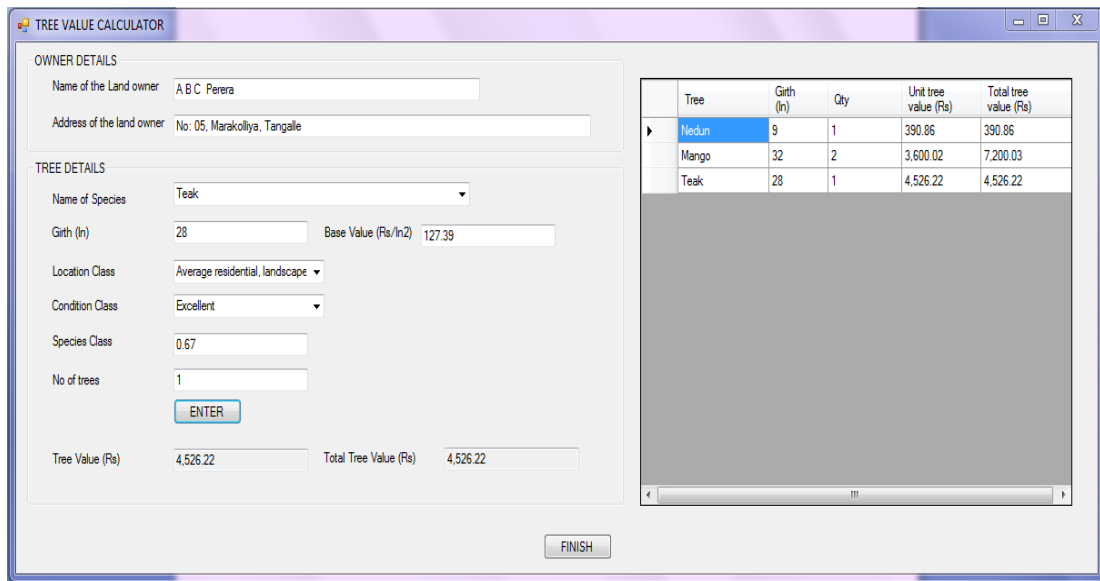 TREE VALUE CALCULATOR
OWNER DETAILS
Name of the Land owner A B C Perera
Address of the land owner No: 05, Marakolliya, Tangalle
TREE DETAILS
Name of Species Teak
Girth (In) 28 Base Value (Rs/In2) 127.39
Location Class Average residential, landscape
Condition Class Excellent
Species Class 0.67
No of trees 1
ENTER
Tree Value (Rs) 4,526.22 Total Tree Value (Rs) 4,526.22
Tree Girth (In) Qty Unit tree value (Rs) Total tree value (Rs)
Nedun 9 1 390.86 390.86
Mango 32 2 3,600.02 7,200.03
Teak 28 1 4,526.22 4,526.22
FINISH